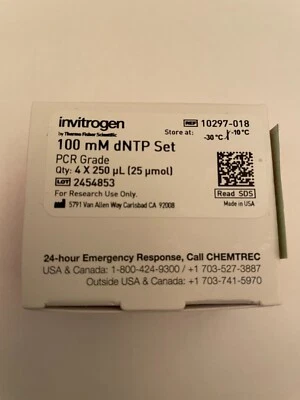 invitrogen
by Thermo Fisher Scientific
REF 10297-018
Store at:
-30°C -10°C
100 mM dNTP Set
PCR Grade
Qty: 4 X 250 µL (25 µmol)
LOT 2454853
For Research Use Only.
5791 Van Allen Way Carlsbad CA 92008
Read SDS
Made in USA
24-hour Emergency Response, Call CHEMTREC
USA & Canada: 1-800-424-9300 / +1 703-527-3887
Outside USA & Canada: +1 703-741-5970